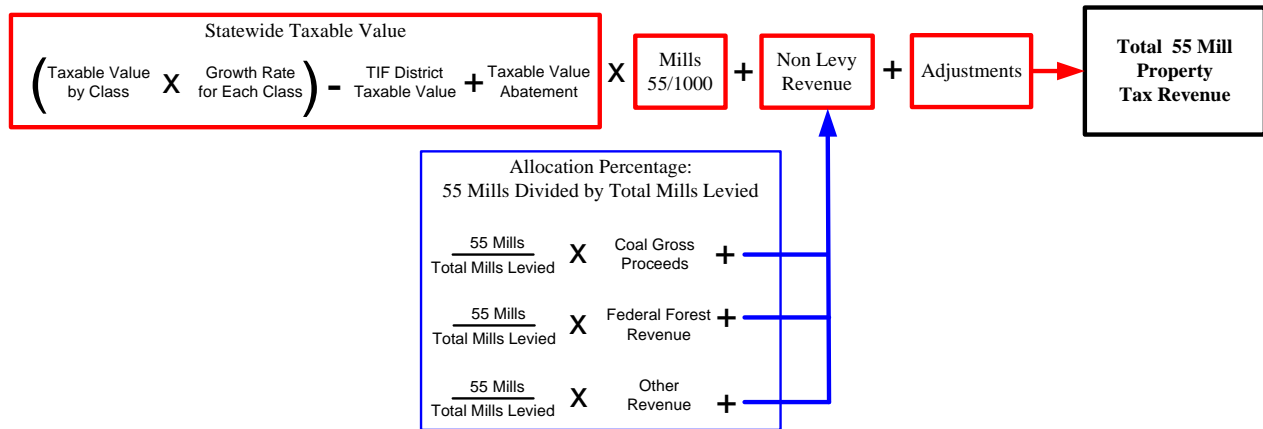 Statewide Taxable Value
( Taxable Value by Class X Growth Rate for Each Class ) - TIF District Taxable Value + Taxable Value Abatement X Mills 55/1000 + Non Levy Revenue + Adjustments
Total 55 Mill
Property
Tax Revenue
Allocation Percentage:
55 Mills Divided by Total Mills Levied
55 Mills
Total Mills Levied
X
Coal Gross
Proceeds
+
55 Mills
Total Mills Levied
X
Federal Forest
Revenue
+
55 Mills
Total Mills Levied
X
Other
Revenue
+